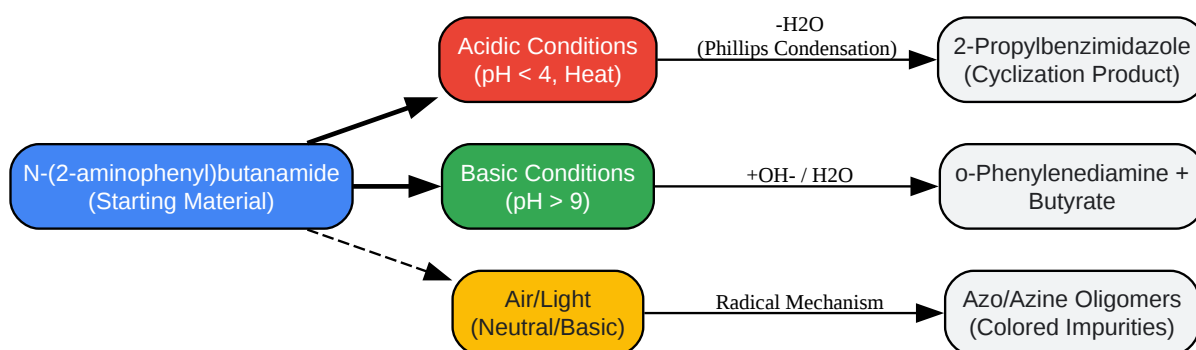 Acidic Conditions
(pH < 4, Heat)
-H2O
(Phillips Condensation)
2-Propylbenzimidazole
(Cyclization Product)
N-(2-aminophenyl)butanamide
(Starting Material)
Basic Conditions
(pH > 9)
+OH- / H2O
o-Phenylenediamine +
Butyrate
Air/Light
(Neutral/Basic)
Radical Mechanism
Azo/Azine Oligomers
(Colored Impurities)